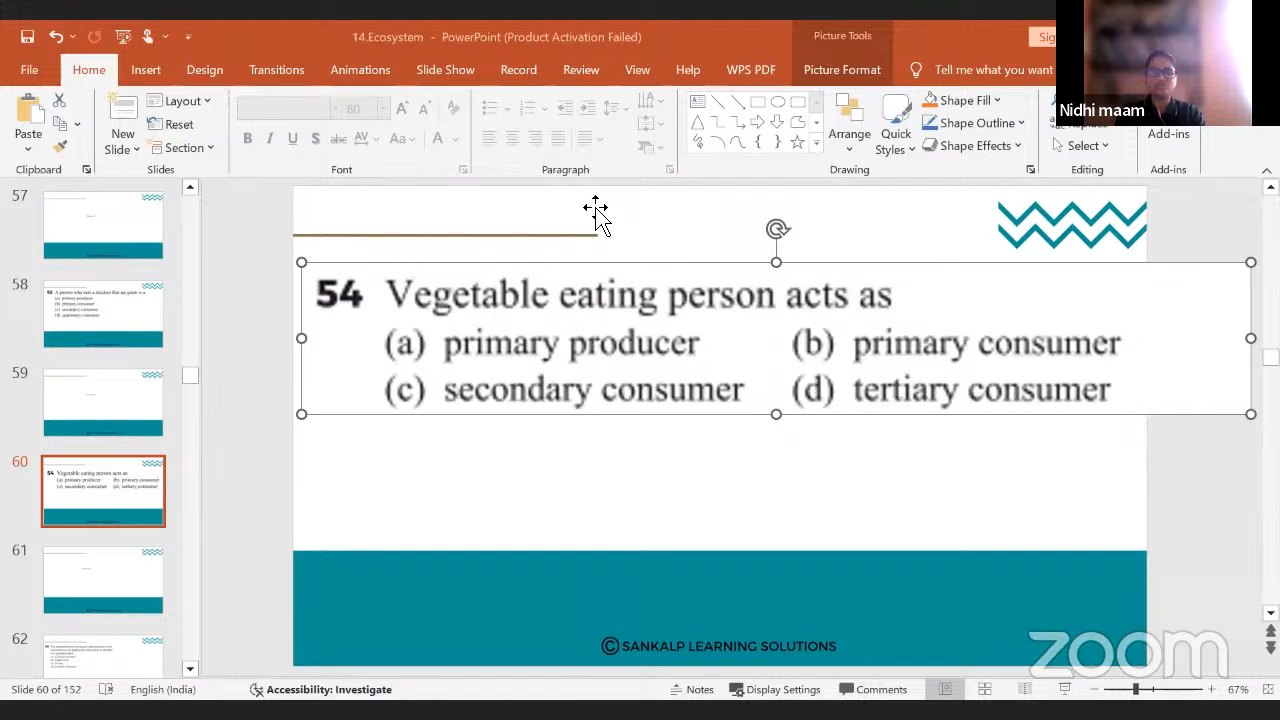 14.Ecosystem - PowerPoint (Product Activation Failed)
Picture Tools
Nidhi maam
File Home Insert Design Transitions Animations Slide Show Record Review View Help WPS PDF Picture Format Tell me what you want
Paste
Clipboard
New Slide
Layout
Reset
Section
Slides
80
B I U S abc AV Aa A
Font
Paragraph
Arrange
Quick Styles
Shape Fill
Shape Outline
Shape Effects
Drawing
Select
Editing
Add-ins
Add-ins
57
58
59
60
61
62
54 Vegetable eating person acts as
(a) primary producer (b) primary consumer
(c) secondary consumer (d) tertiary consumer
© SANKALP LEARNING SOLUTIONS
zoom
Slide 60 of 152 English (India) Accessibility: Investigate Notes Display Settings Comments 67%